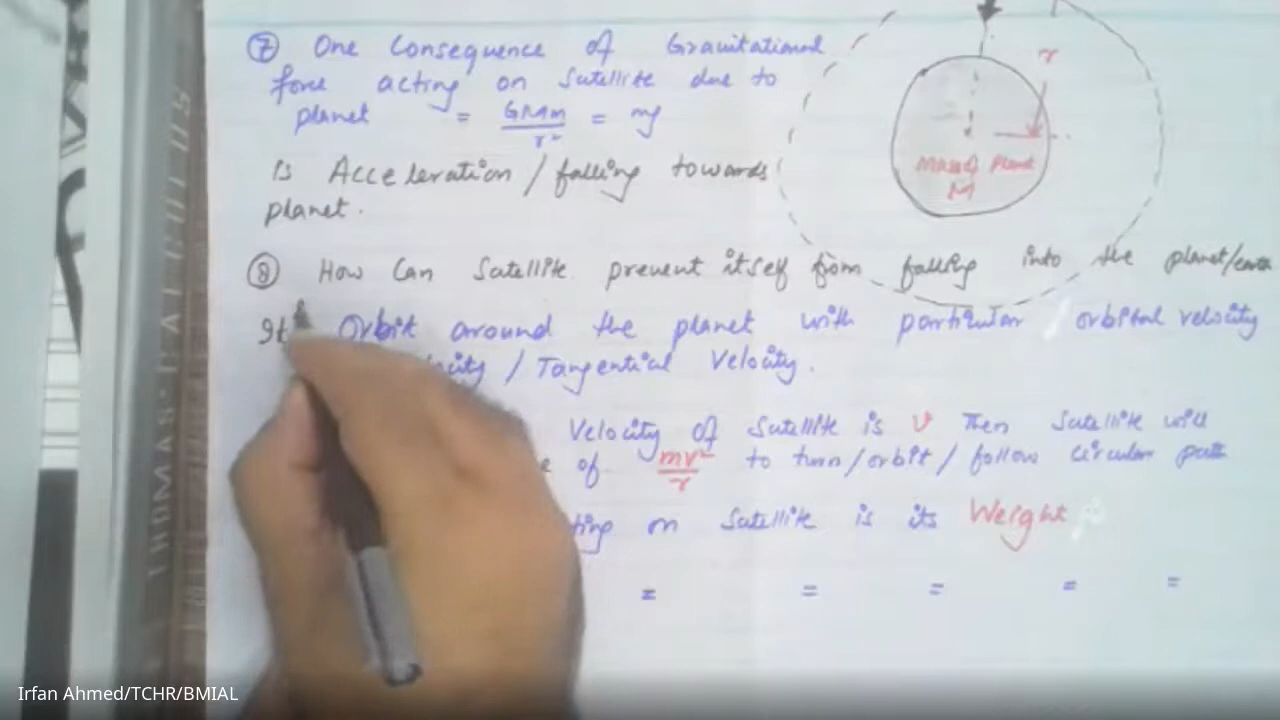 ⑦ One Consequence of Gravitational
force acting on Satellite due to
planet = GMm/r² = mg
is Acceleration / falling towards
planet.
r
Mass of Planet
M
⑧ How Can Satellite prevent itself from falling into the planet/earth
It Orbit around the planet with particular orbital velocity
/ Tangential Velocity.
Velocity of Satellite is v Then Satellite will
of mv²/r to turn/orbit/follow circular path
on Satellite is its Weight
= = = = =
THOMAS' CALCULUS
Irfan Ahmed/TCHR/BMIAL